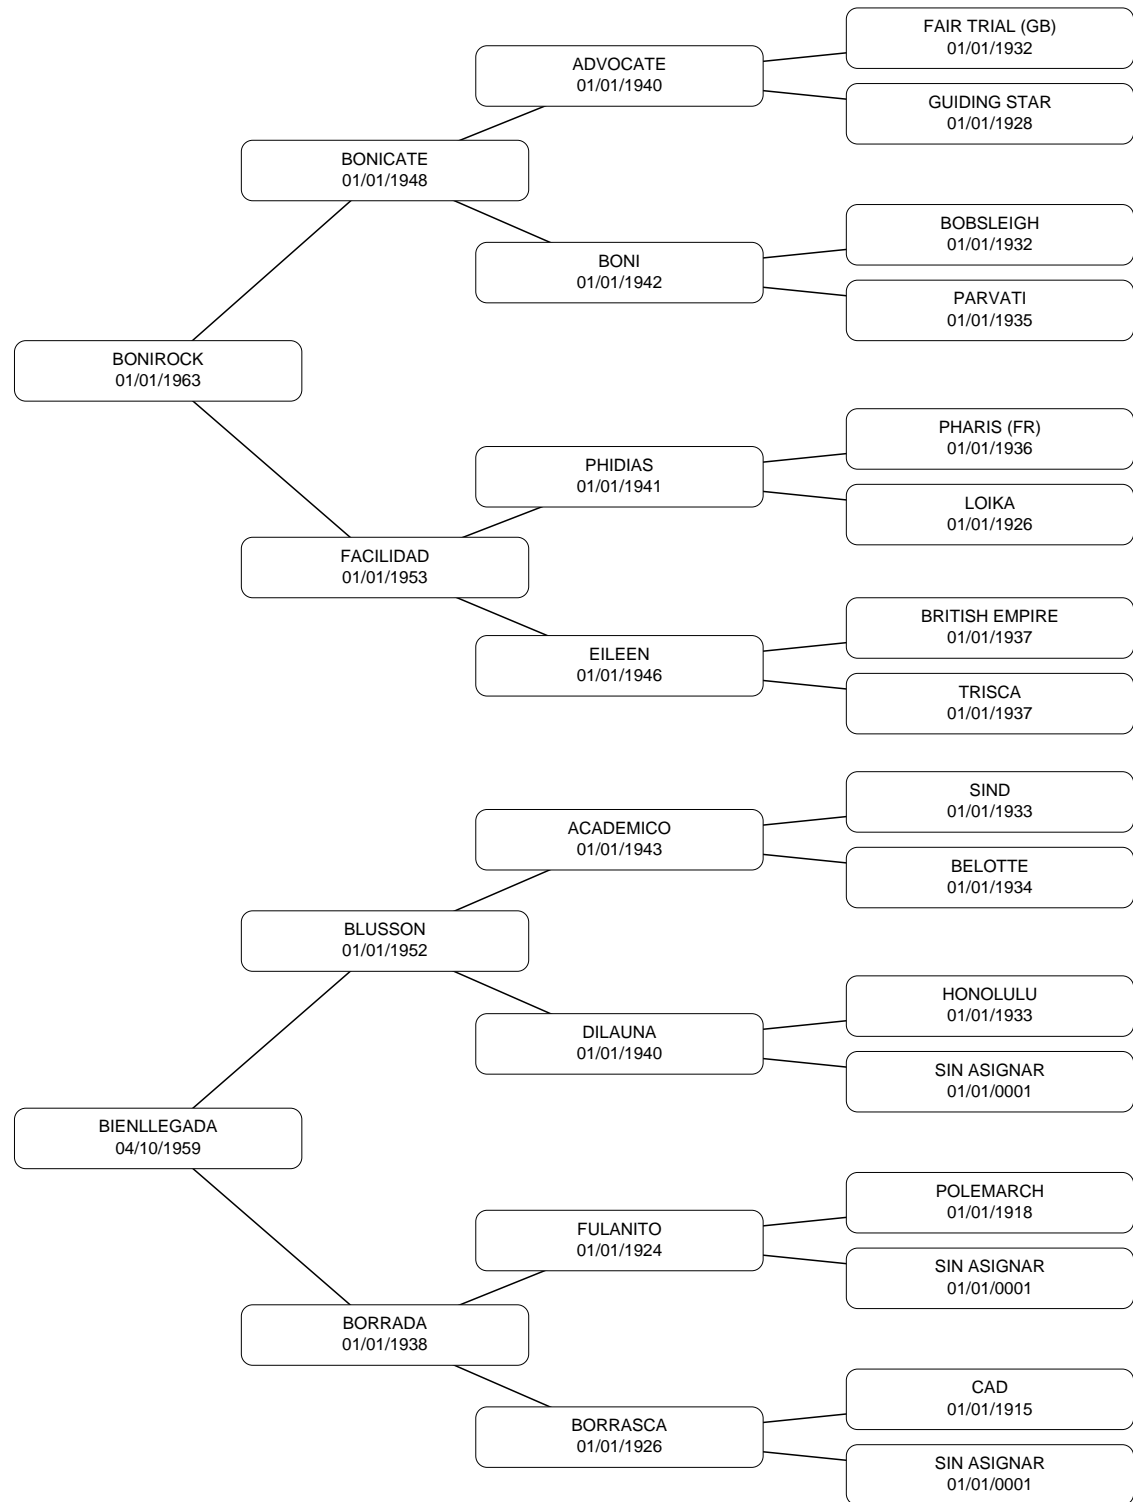 FAIR TRIAL (GB)
01/01/1932
ADVOCATE
01/01/1940
GUIDING STAR
01/01/1928
BONICATE
01/01/1948
BOBSLEIGH
01/01/1932
BONI
01/01/1942
PARVATI
01/01/1935
BONIROCK
01/01/1963
PHARIS (FR)
01/01/1936
PHIDIAS
01/01/1941
LOIKA
01/01/1926
FACILIDAD
01/01/1953
BRITISH EMPIRE
01/01/1937
EILEEN
01/01/1946
TRISCA
01/01/1937
SIND
01/01/1933
ACADEMICO
01/01/1943
BELOTTE
01/01/1934
BLUSSON
01/01/1952
HONOLULU
01/01/1933
DILAUNA
01/01/1940
SIN ASIGNAR
01/01/0001
BIENLLEGADA
04/10/1959
POLEMARCH
01/01/1918
FULANITO
01/01/1924
SIN ASIGNAR
01/01/0001
BORRADA
01/01/1938
CAD
01/01/1915
BORRASCA
01/01/1926
SIN ASIGNAR
01/01/0001